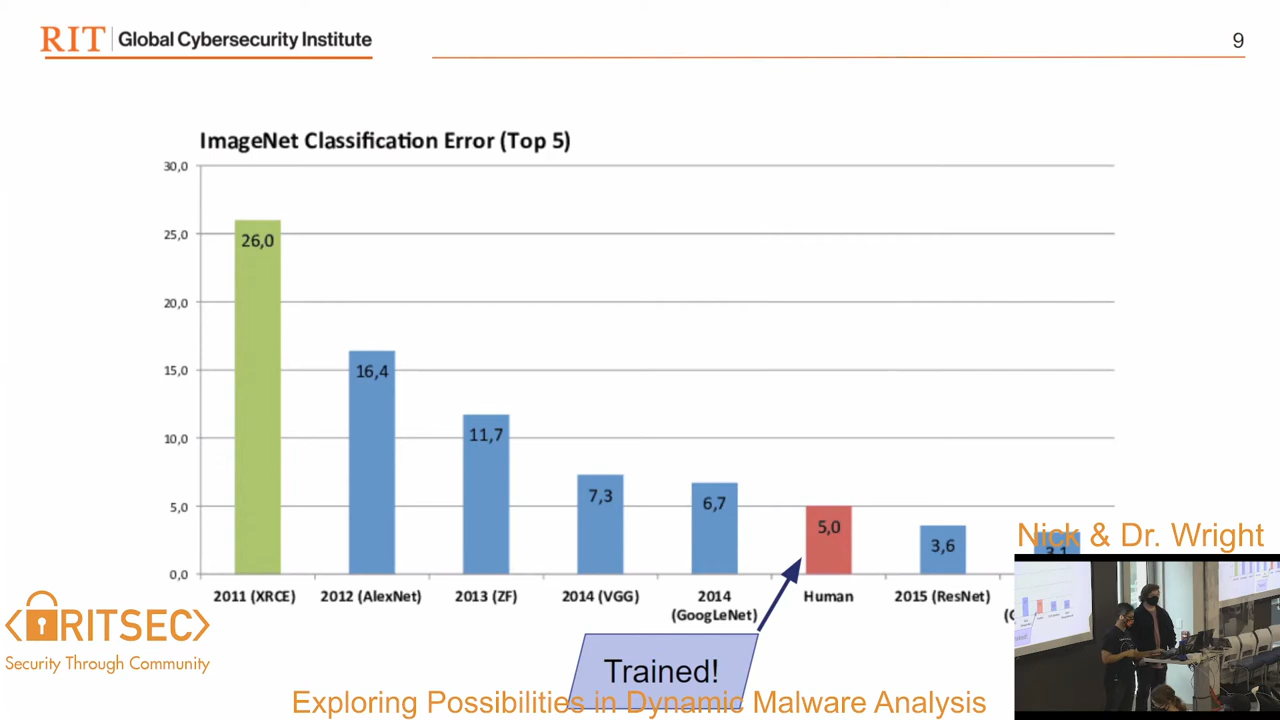 RIT Global Cybersecurity Institute
9
ImageNet Classification Error (Top 5)
30,0
25,0
20,0
15,0
10,0
5,0
0,0
26,0
16,4
11,7
7,3
6,7
5,0
3,6
3,1
2011 (XRCE)
2012 (AlexNet)
2013 (ZF)
2014 (VGG)
2014
(GoogLeNet)
Human
2015 (ResNet)
Trained!
Nick & Dr. Wright
RITSEC
Security Through Community
Exploring Possibilities in Dynamic Malware Analysis